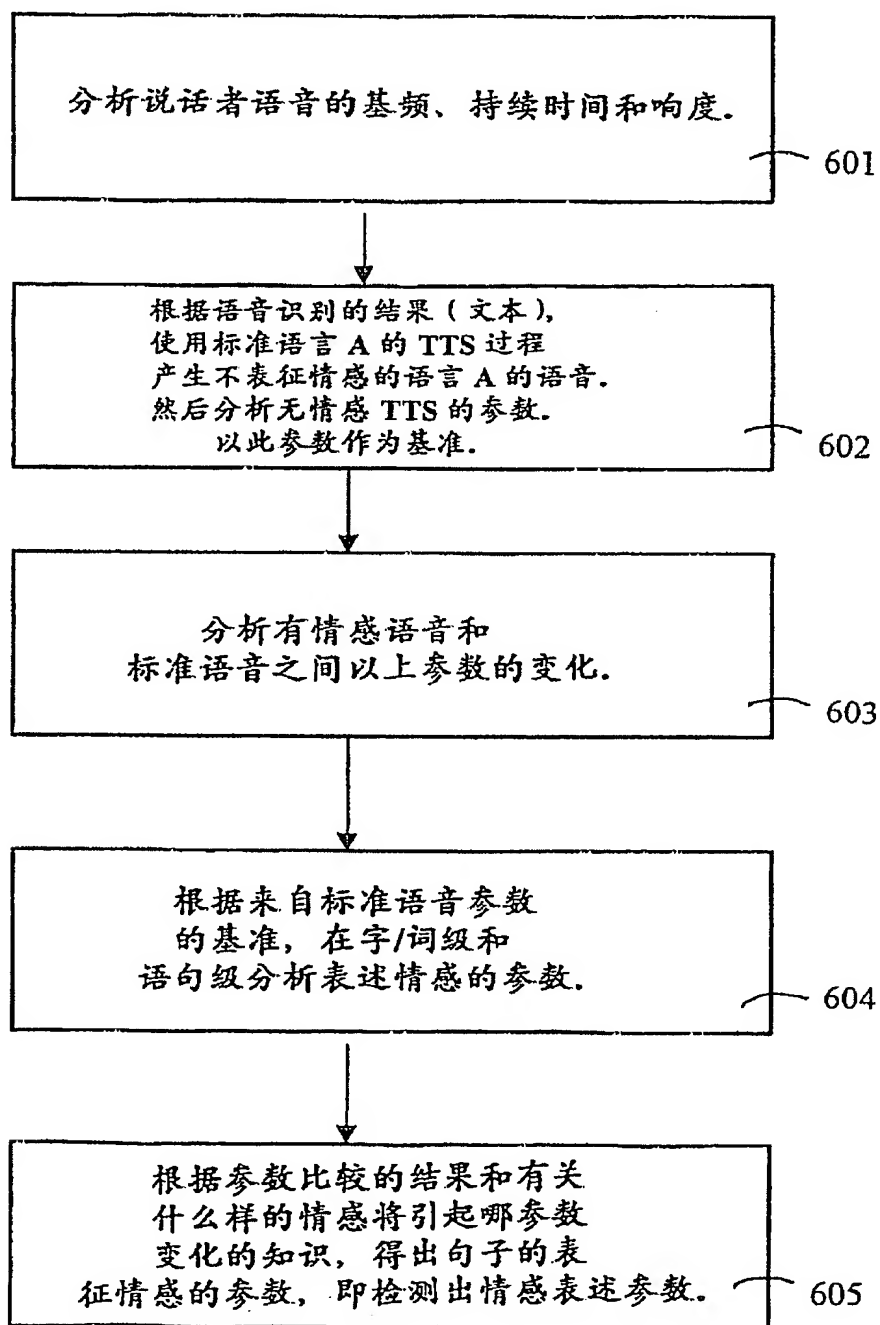 分析说话者语音的基频、持续时间和响度.
601
根据语音识别的结果（文本），
使用标准语言 A 的 TTS 过程
产生不表征情感的语言 A 的语音.
然后分析无情感 TTS 的参数.
以此参数作为基准.
602
分析有情感语音和
标准语音之间以上参数的变化.
603
根据来自标准语音参数
的基准，在字/词级和
语句级分析表述情感的参数.
604
根据参数比较的结果和有关
什么样的情感将引起哪参数
变化的知识，得出句子的表
征情感的参数，即检测出情感表述参数.
605